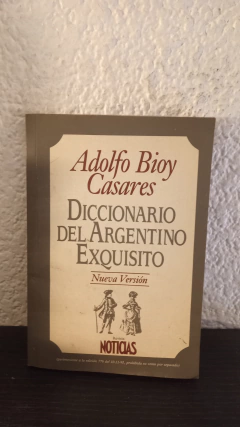 Adolfo Bioy
Casares
DICCIONARIO
DEL ARGENTINO
EXQUISITO
Nueva Versión
NOTICIAS